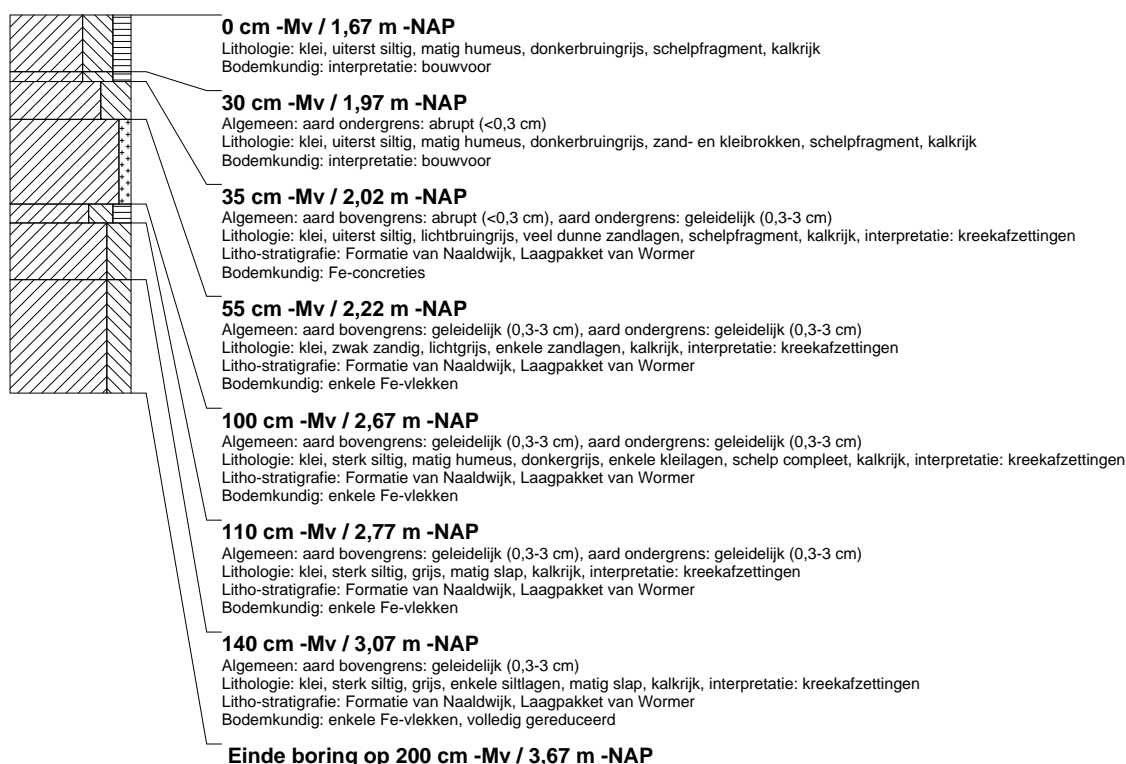 0 cm -Mv / 1,67 m -NAP
Lithologie: klei, uiterst siltig, matig humeus, donkerbruingrijs, schelpfragment, kalkrijk
Bodemkundig: interpretatie: bouwvoor
30 cm -Mv / 1,97 m -NAP
Algemeen: aard ondergrens: abrupt (<0,3 cm)
Lithologie: klei, uiterst siltig, matig humeus, donkerbruingrijs, zand- en kleibrokken, schelpfragment, kalkrijk
Bodemkundig: interpretatie: bouwvoor
35 cm -Mv / 2,02 m -NAP
Algemeen: aard bovengrens: abrupt (<0,3 cm), aard ondergrens: geleidelijk (0,3-3 cm)
Lithologie: klei, uiterst siltig, lichtbruingrijs, veel dunne zandlagen, schelpfragment, kalkrijk, interpretatie: kreekafzettingen
Litho-stratigrafie: Formatie van Naaldwijk, Laagpakket van Wormer
Bodemkundig: Fe-concreties
55 cm -Mv / 2,22 m -NAP
Algemeen: aard bovengrens: geleidelijk (0,3-3 cm), aard ondergrens: geleidelijk (0,3-3 cm)
Lithologie: klei, zwak zandig, lichtgrijs, enkele zandlagen, kalkrijk, interpretatie: kreekafzettingen
Litho-stratigrafie: Formatie van Naaldwijk, Laagpakket van Wormer
Bodemkundig: enkele Fe-vlekken
100 cm -Mv / 2,67 m -NAP
Algemeen: aard bovengrens: geleidelijk (0,3-3 cm), aard ondergrens: geleidelijk (0,3-3 cm)
Lithologie: klei, sterk siltig, matig humeus, donkergrijs, enkele kleilagen, schelp compleet, kalkrijk, interpretatie: kreekafzettingen
Litho-stratigrafie: Formatie van Naaldwijk, Laagpakket van Wormer
Bodemkundig: enkele Fe-vlekken
110 cm -Mv / 2,77 m -NAP
Algemeen: aard bovengrens: geleidelijk (0,3-3 cm), aard ondergrens: geleidelijk (0,3-3 cm)
Lithologie: klei, sterk siltig, grijs, matig slap, kalkrijk, interpretatie: kreekafzettingen
Litho-stratigrafie: Formatie van Naaldwijk, Laagpakket van Wormer
Bodemkundig: enkele Fe-vlekken
140 cm -Mv / 3,07 m -NAP
Algemeen: aard bovengrens: geleidelijk (0,3-3 cm)
Lithologie: klei, sterk siltig, grijs, enkele siltlagen, matig slap, kalkrijk, interpretatie: kreekafzettingen
Litho-stratigrafie: Formatie van Naaldwijk, Laagpakket van Wormer
Bodemkundig: enkele Fe-vlekken, volledig gereduceerd
Einde boring op 200 cm -Mv / 3,67 m -NAP